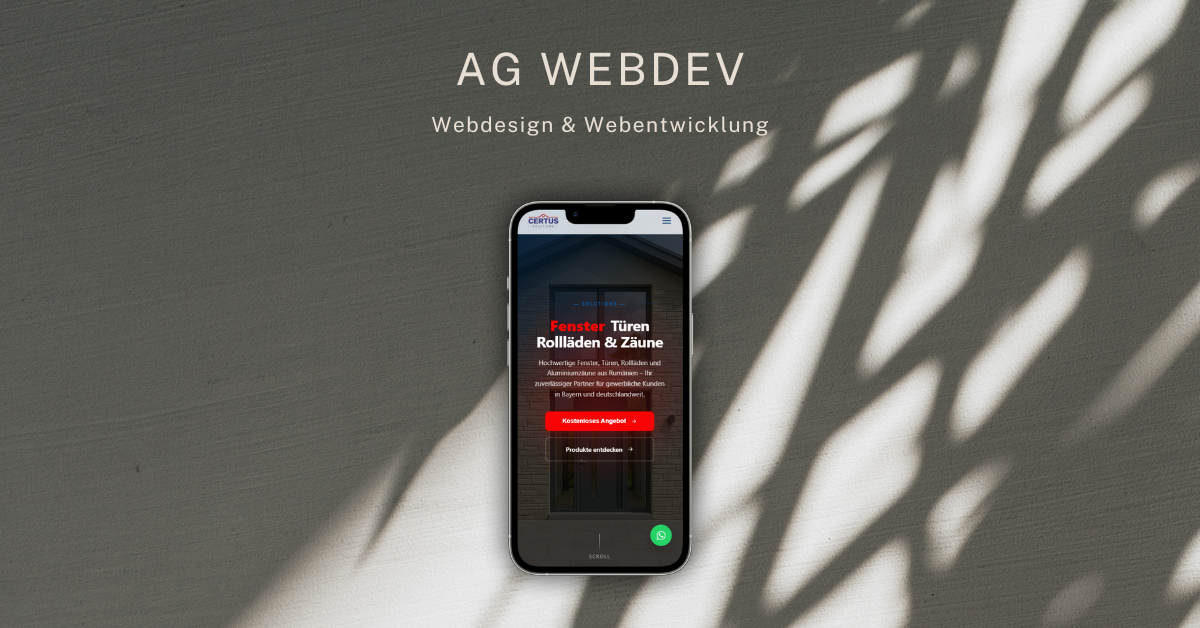 AG WEBDEV
Webdesign & Webentwicklung
CERTUS
SOLUTIONS
— SOLUTIONS —
Fenster Türen
Rollläden & Zäune
Hochwertige Fenster, Türen, Rollläden und
Aluminiumzäune aus Rumänien – Ihr
zuverlässiger Partner für gewerbliche Kunden
in Bayern und deutschlandweit.
Kostenloses Angebot →
Produkte entdecken →
SCROLL